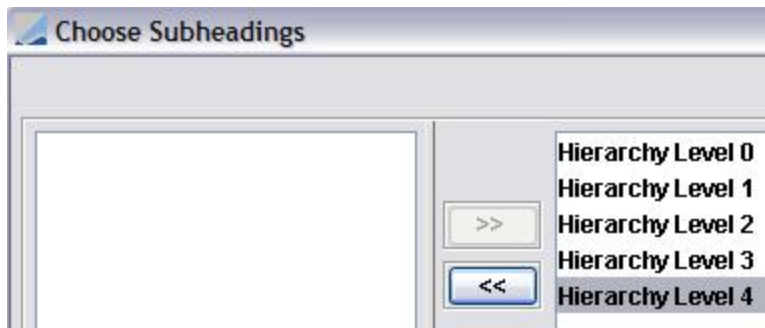 Choose Subheadings
Hierarchy Level 0
Hierarchy Level 1
>>
Hierarchy Level 2
Hierarchy Level 3
<<
Hierarchy Level 4